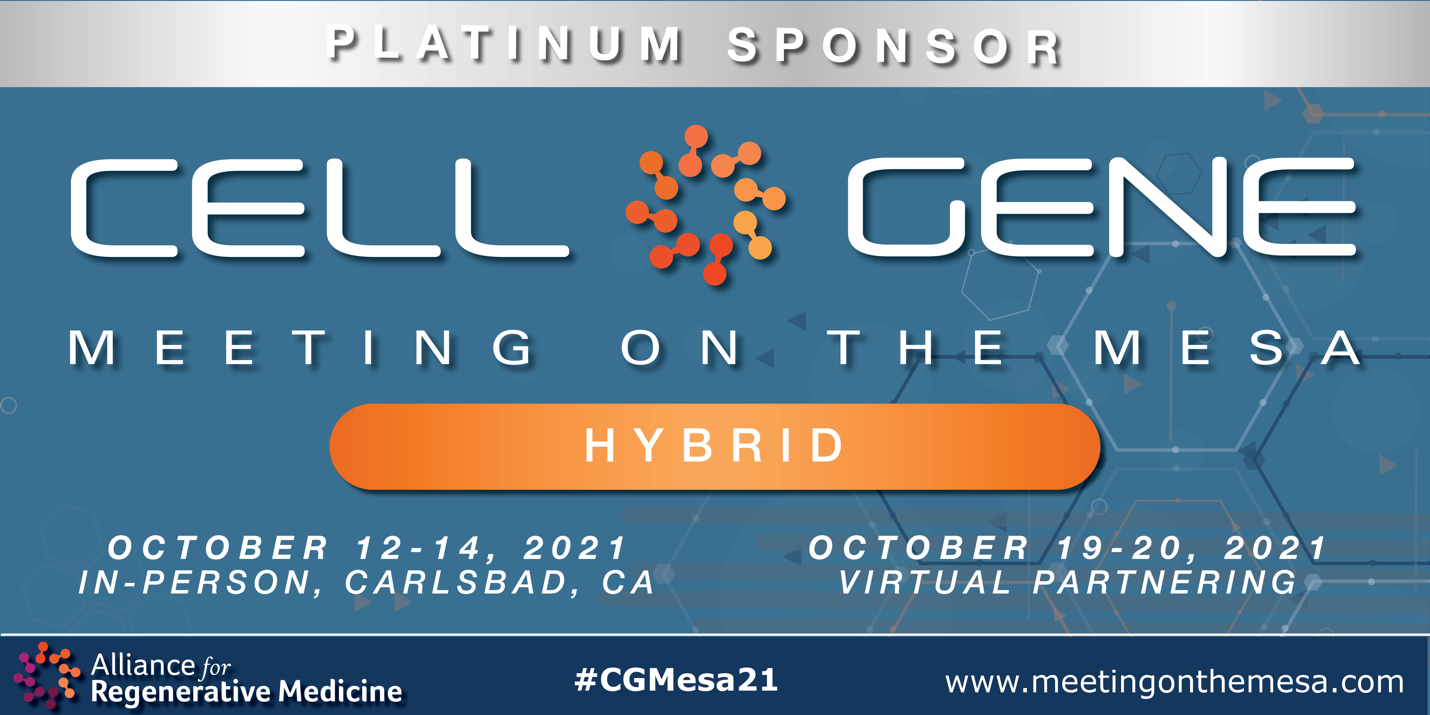 PLATINUM SPONSOR
CELL GENE
MEETING ON THE MESA
HYBRID
OCTOBER 12-14, 2021
IN-PERSON, CARLSBAD, CA
OCTOBER 19-20, 2021
VIRTUAL PARTNERING
Alliance for
Regenerative Medicine
#CGMesa21
www.meetingonthemesa.com